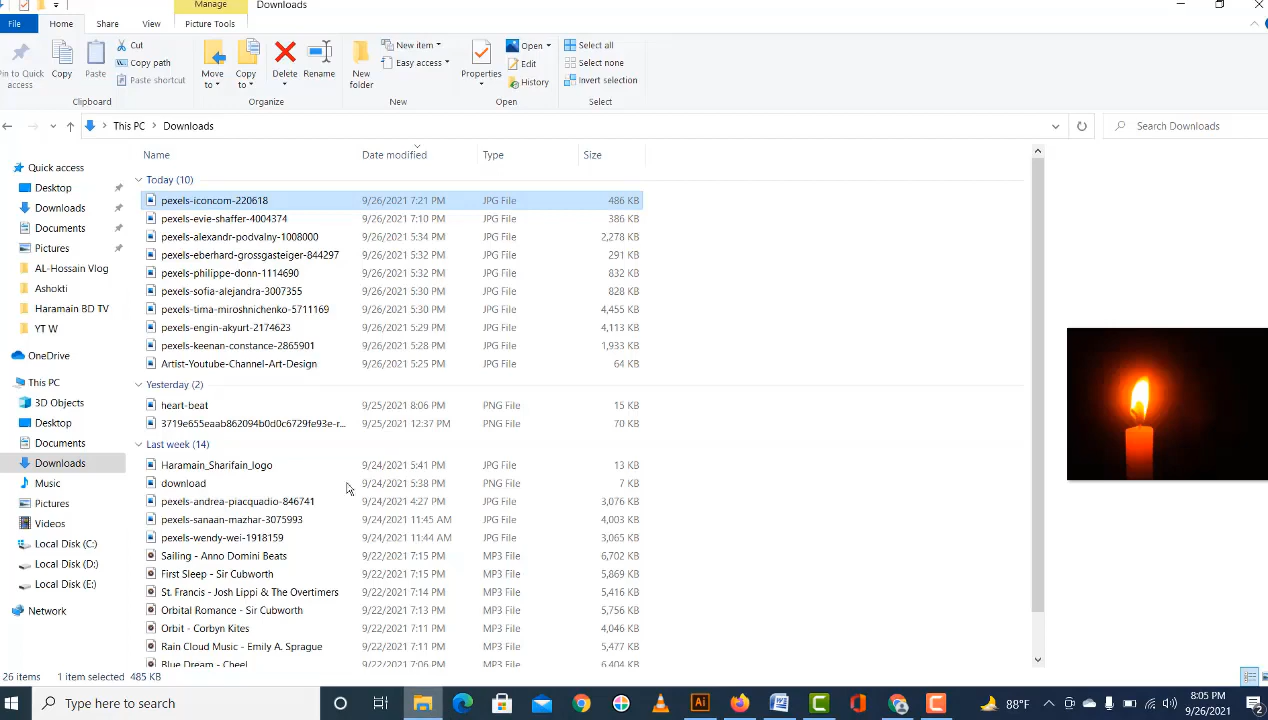 Manage
Downloads
File
Home
Share
View
Picture Tools
Pin to Quick access
Copy
Paste
Cut
Copy path
Paste shortcut
Clipboard
Move to
Copy to
Delete
Rename
Organize
New folder
New item
Easy access
New
Properties
Open
Edit
History
Open
Select all
Select none
Invert selection
Select
This PC > Downloads
Search Downloads
Name Date modified Type Size
Quick access
Desktop
Downloads
Documents
Pictures
AL-Hossain Vlog
Ashokti
Haramain BD TV
YT W
OneDrive
This PC
3D Objects
Desktop
Documents
Downloads
Music
Pictures
Videos
Local Disk (C:)
Local Disk (D:)
Local Disk (E:)
Network
Today (10)
pexels-iconcom-220618 9/26/2021 7:21 PM JPG File 486 KB
pexels-evie-shaffer-4004374 9/26/2021 7:10 PM JPG File 386 KB
pexels-alexandr-podvalny-1008000 9/26/2021 5:34 PM JPG File 2,278 KB
pexels-eberhard-grossgasteiger-844297 9/26/2021 5:32 PM JPG File 291 KB
pexels-philippe-donn-1114690 9/26/2021 5:32 PM JPG File 832 KB
pexels-sofia-alejandra-3007355 9/26/2021 5:30 PM JPG File 828 KB
pexels-tima-miroshnichenko-5711169 9/26/2021 5:30 PM JPG File 4,455 KB
pexels-engin-akyurt-2174623 9/26/2021 5:29 PM JPG File 4,113 KB
pexels-keenan-constance-2865901 9/26/2021 5:28 PM JPG File 1,933 KB
Artist-Youtube-Channel-Art-Design 9/26/2021 5:25 PM JPG File 64 KB
Yesterday (2)
heart-beat 9/25/2021 8:06 PM PNG File 15 KB
3719e655eaab862094b0d0c6729fe93e-r... 9/25/2021 12:37 PM PNG File 70 KB
Last week (14)
Haramain_Sharifain_logo 9/24/2021 5:41 PM JPG File 13 KB
download 9/24/2021 5:38 PM PNG File 7 KB
pexels-andrea-piacquadio-846741 9/24/2021 4:27 PM JPG File 3,076 KB
pexels-sanaan-mazhar-3075993 9/24/2021 11:45 AM JPG File 4,003 KB
pexels-wendy-wei-1918159 9/24/2021 11:44 AM JPG File 3,065 KB
Sailing - Anno Domini Beats 9/22/2021 7:15 PM MP3 File 6,702 KB
First Sleep - Sir Cubworth 9/22/2021 7:15 PM MP3 File 5,869 KB
St. Francis - Josh Lippi & The Overtimers 9/22/2021 7:14 PM MP3 File 5,416 KB
Orbital Romance - Sir Cubworth 9/22/2021 7:13 PM MP3 File 5,756 KB
Orbit - Corbyn Kites 9/22/2021 7:11 PM MP3 File 4,046 KB
Rain Cloud Music - Emily A. Sprague 9/22/2021 7:11 PM MP3 File 5,477 KB
Blue Dream - Cheel 9/22/2021 7:06 PM MP3 File 6,404 KB
26 items 1 item selected 485 KB
Type here to search
Ai
88°F
8:05 PM
9/26/2021
2